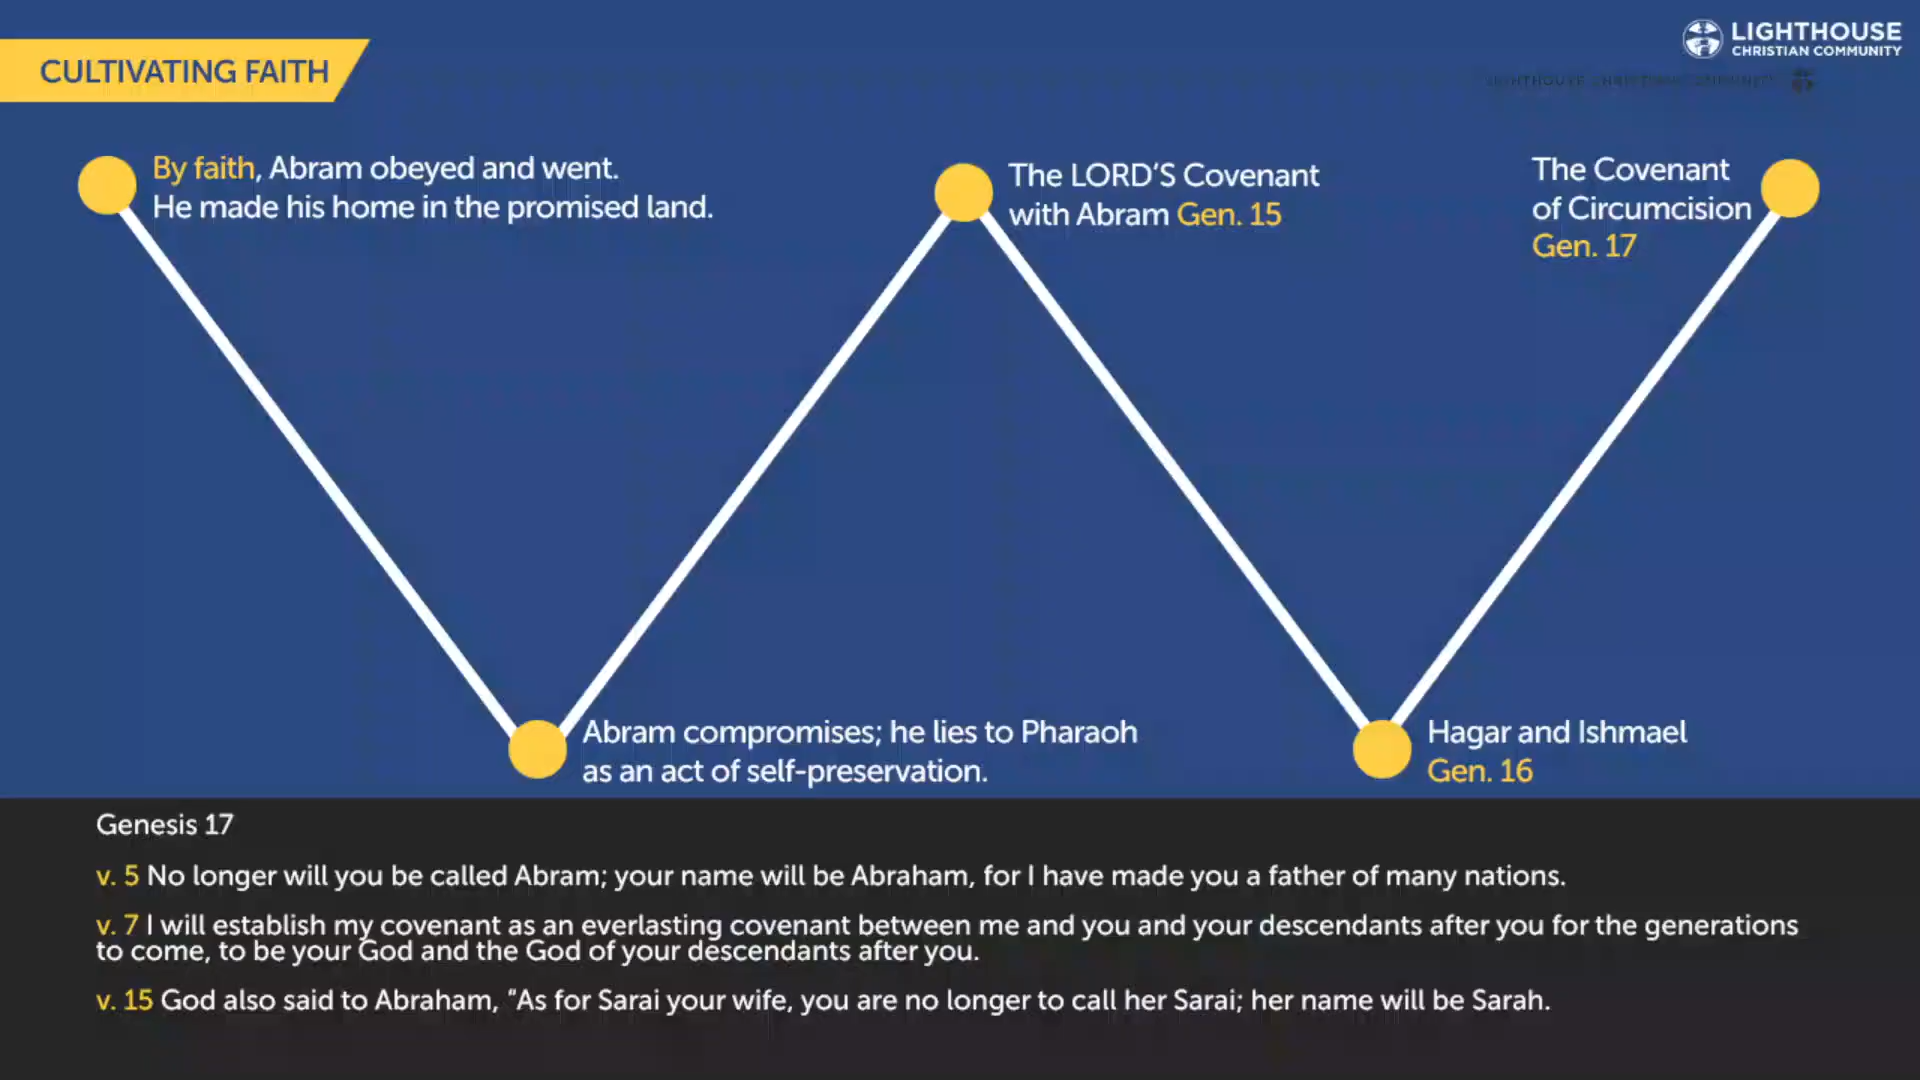 LIGHTHOUSE
CHRISTIAN COMMUNITY
CULTIVATING FAITH
LIGHTHOUSE CHRISTIAN COMMUNITY
By faith, Abram obeyed and went.
He made his home in the promised land.
The LORD'S Covenant
with Abram Gen. 15
The Covenant
of Circumcision
Gen. 17
Abram compromises; he lies to Pharaoh
as an act of self-preservation.
Hagar and Ishmael
Gen. 16
Genesis 17
v. 5 No longer will you be called Abram; your name will be Abraham, for I have made you a father of many nations.
v. 7 I will establish my covenant as an everlasting covenant between me and you and your descendants after you for the generations
to come, to be your God and the God of your descendants after you.
v. 15 God also said to Abraham, "As for Sarai your wife, you are no longer to call her Sarai; her name will be Sarah.